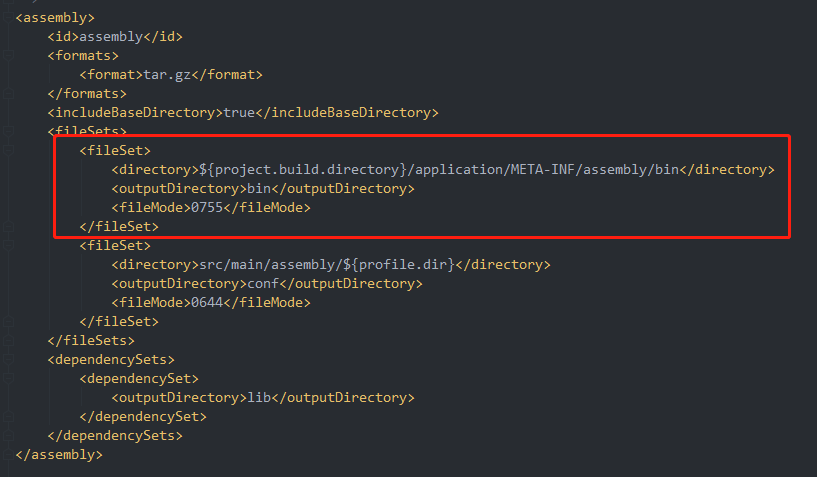 <assembly>
    <id>assembly</id>
    <formats>
        <format>tar.gz</format>
    </formats>
    <includeBaseDirectory>true</includeBaseDirectory>
    <fileSets>
        <fileSet>
            <directory>${project.build.directory}/application/META-INF/assembly/bin</directory>
            <outputDirectory>bin</outputDirectory>
            <fileMode>0755</fileMode>
        </fileSet>
        <fileSet>
            <directory>src/main/assembly/${profile.dir}</directory>
            <outputDirectory>conf</outputDirectory>
            <fileMode>0644</fileMode>
        </fileSet>
    </fileSets>
    <dependencySets>
        <dependencySet>
            <outputDirectory>lib</outputDirectory>
        </dependencySet>
    </dependencySets>
</assembly>